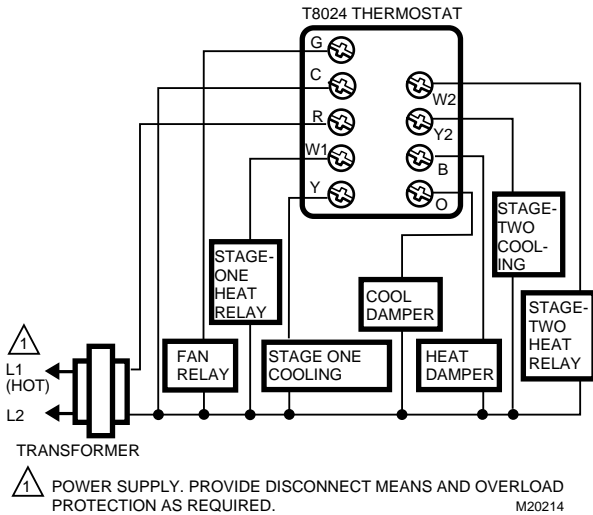 T8024 THERMOSTAT
G
C
R
W1
Y
W2
Y2
B
O
STAGE-
ONE
HEAT
RELAY
STAGE-
TWO
COOL-
ING
COOL
DAMPER
STAGE-
TWO
HEAT
RELAY
FAN
RELAY
STAGE ONE
COOLING
HEAT
DAMPER
1
L1
(HOT)
L2
TRANSFORMER
1 POWER SUPPLY. PROVIDE DISCONNECT MEANS AND OVERLOAD
PROTECTION AS REQUIRED.
M20214